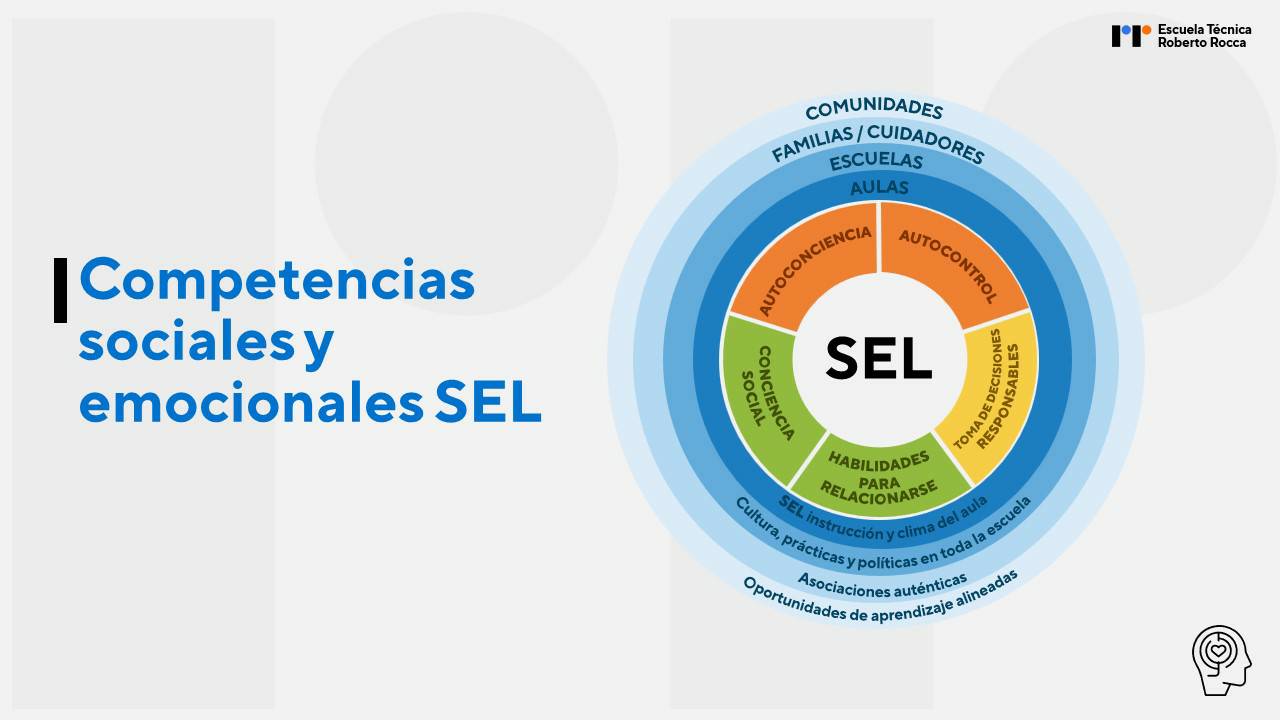 Escuela Técnica
Roberto Rocca
Competencias
sociales y
emocionales SEL
COMUNIDADES
FAMILIAS / CUIDADORES
ESCUELAS
AULAS
AUTOCONCIENCIA
AUTOCONTROL
SEL
CONCIENCIA
SOCIAL
TOMA DE DECISIONES
RESPONSABLES
HABILIDADES
PARA
RELACIONARSE
SEL instrucción y clima del aula
Cultura, prácticas y políticas en toda la escuela
Asociaciones auténticas
Oportunidades de aprendizaje alineadas